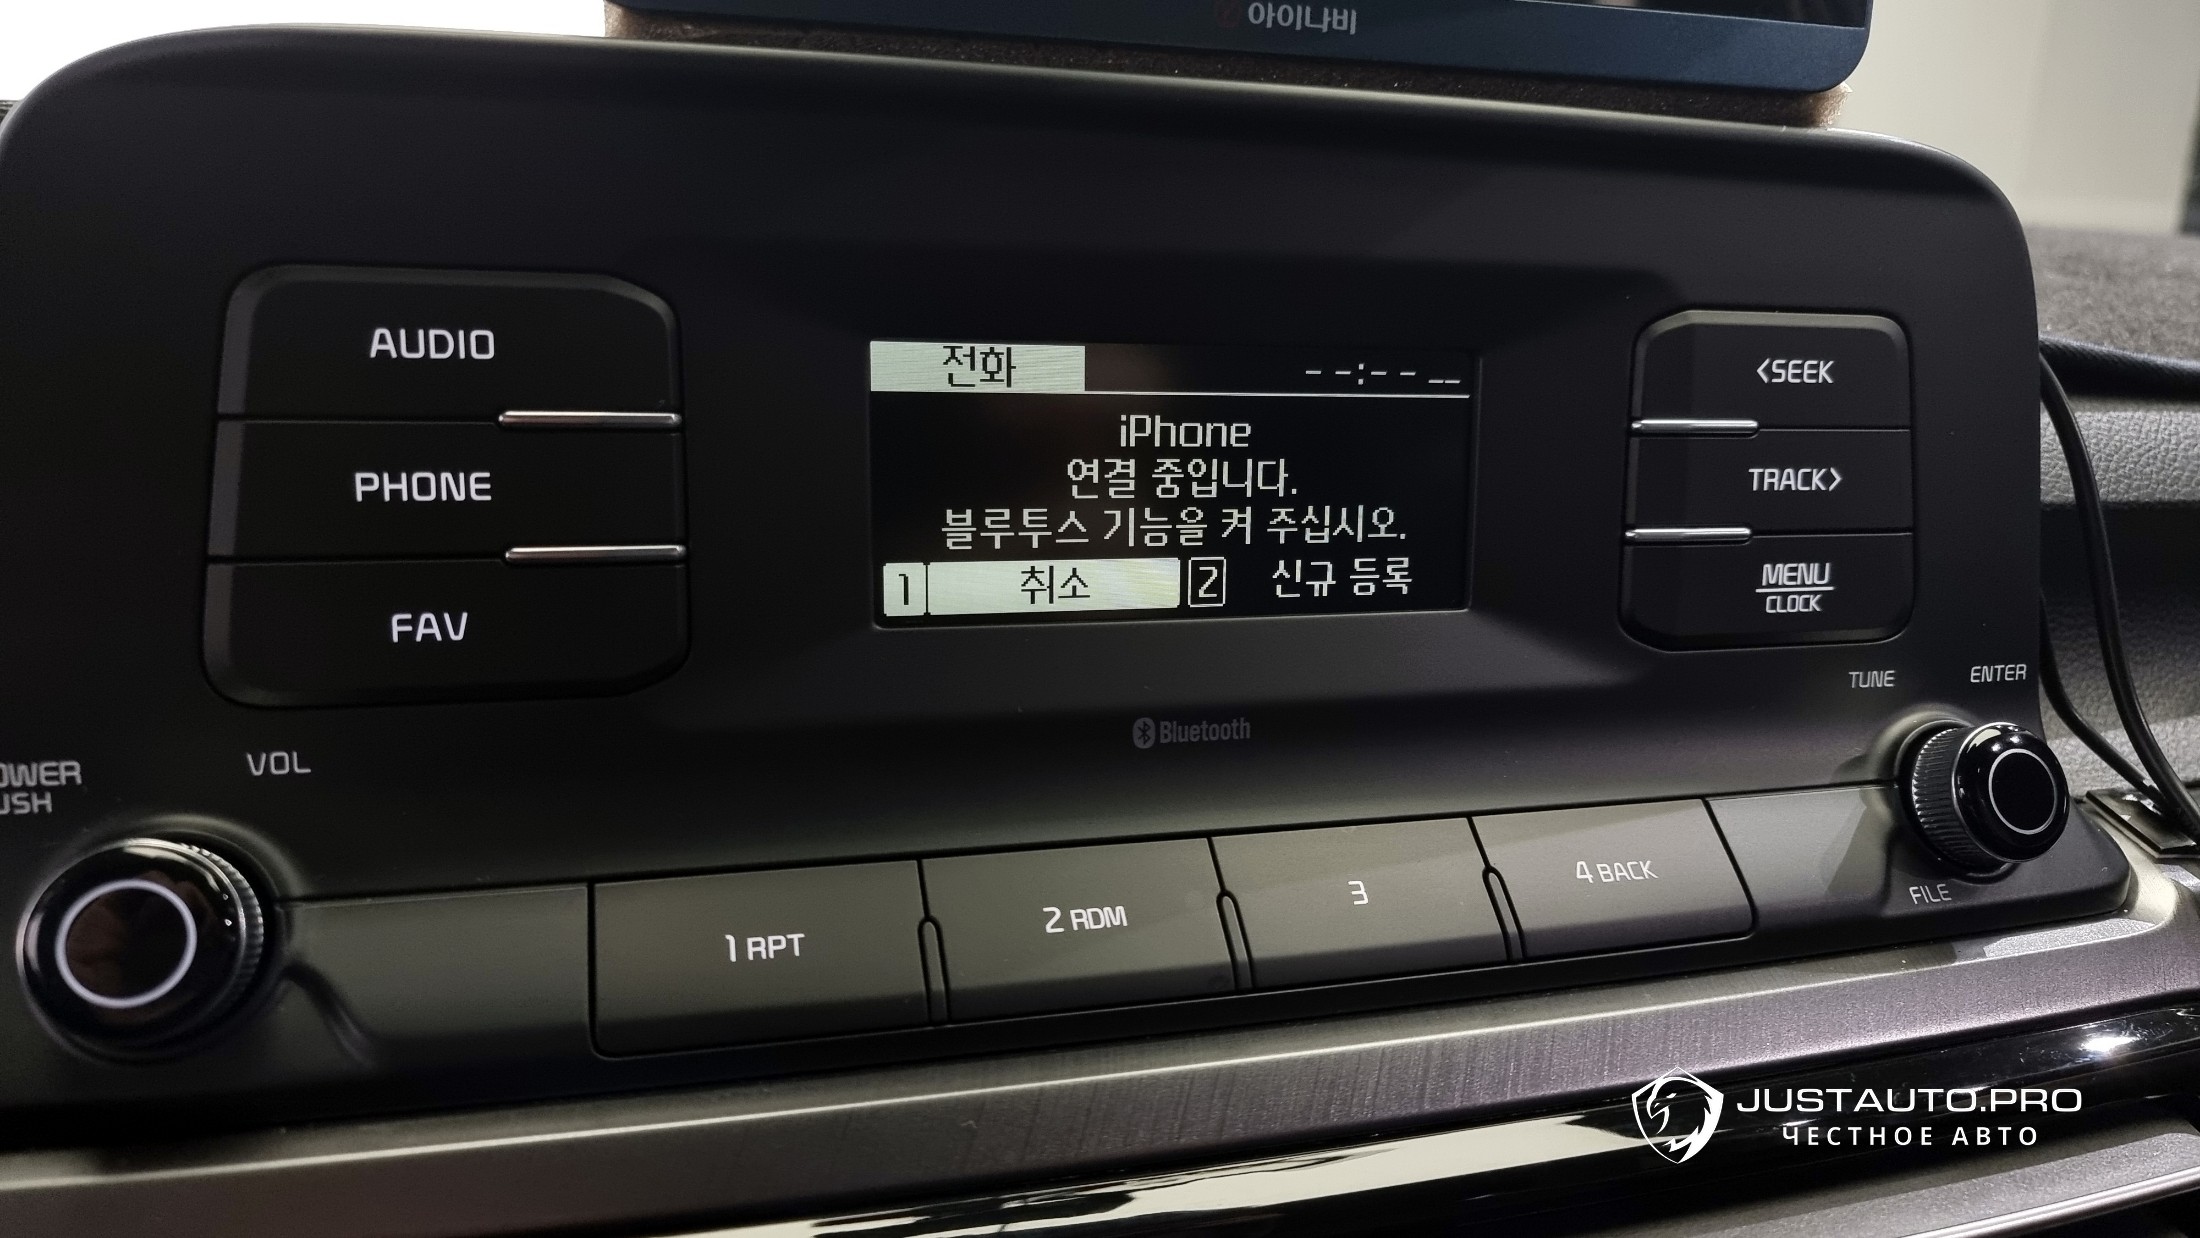 아이나비
AUDIO
PHONE
FAV
전화
--:-- --
iPhone
연결 중입니다.
블루투스 기능을 켜 주십시오.
1 취소 2 신규 등록
<SEEK
TRACK>
MENU
CLOCK
TUNE
ENTER
Bluetooth
VOL
OWER
USH
1 RPT
2 RDM
3
4 BACK
FILE
JUSTAUTO.PRO
ЧЕСТНОЕ АВТО